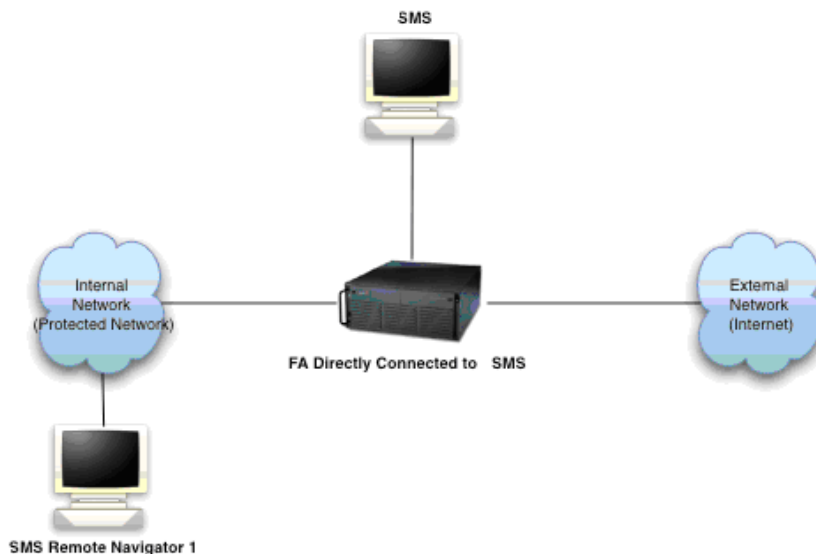 SMS
Internal
Network
(Protected Network)
External
Network
(Internet)
FA Directly Connected to SMS
SMS Remote Navigator 1